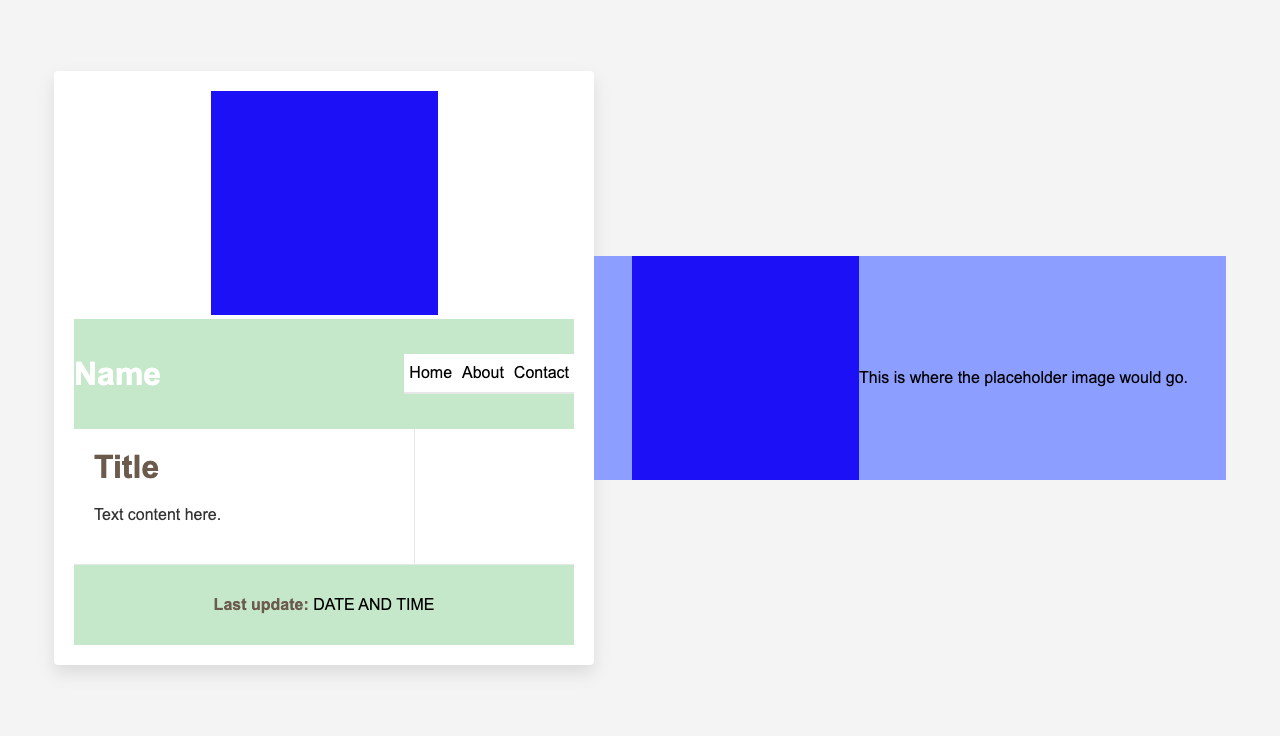 Name
Home About Contact
Title
Text content here.
Last update: DATE AND TIME
This is where the placeholder image would go.